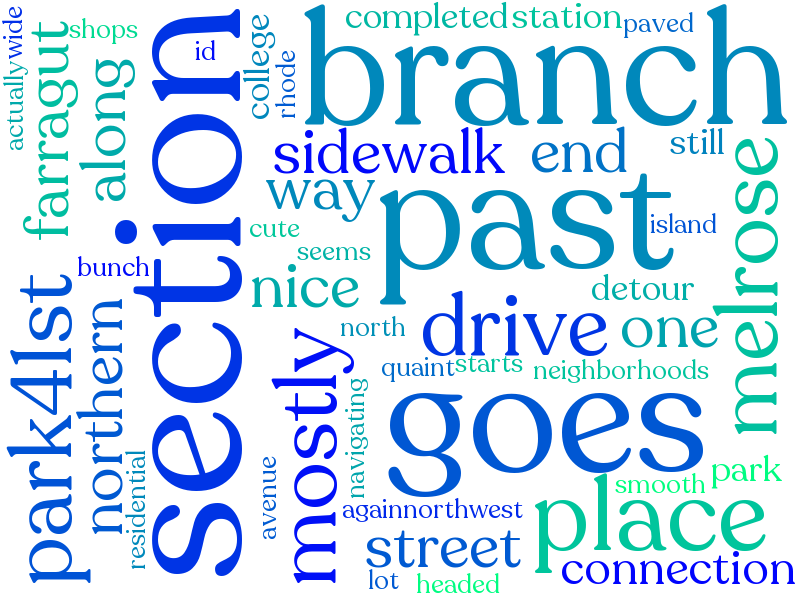 actually
wide
farragut
shops
along
section
id
college
rhode
completed
station
paved
branch
sidewalk
end
still
way
past
island
melrose
cute
seems
bunch
nice
detour
north
drive
one
park41st
northern
mostly
quaint
starts
neighborhoods
goes
navigating
residential
avenue
againnorthwest
smooth
park
place
street
connection
lot
headed